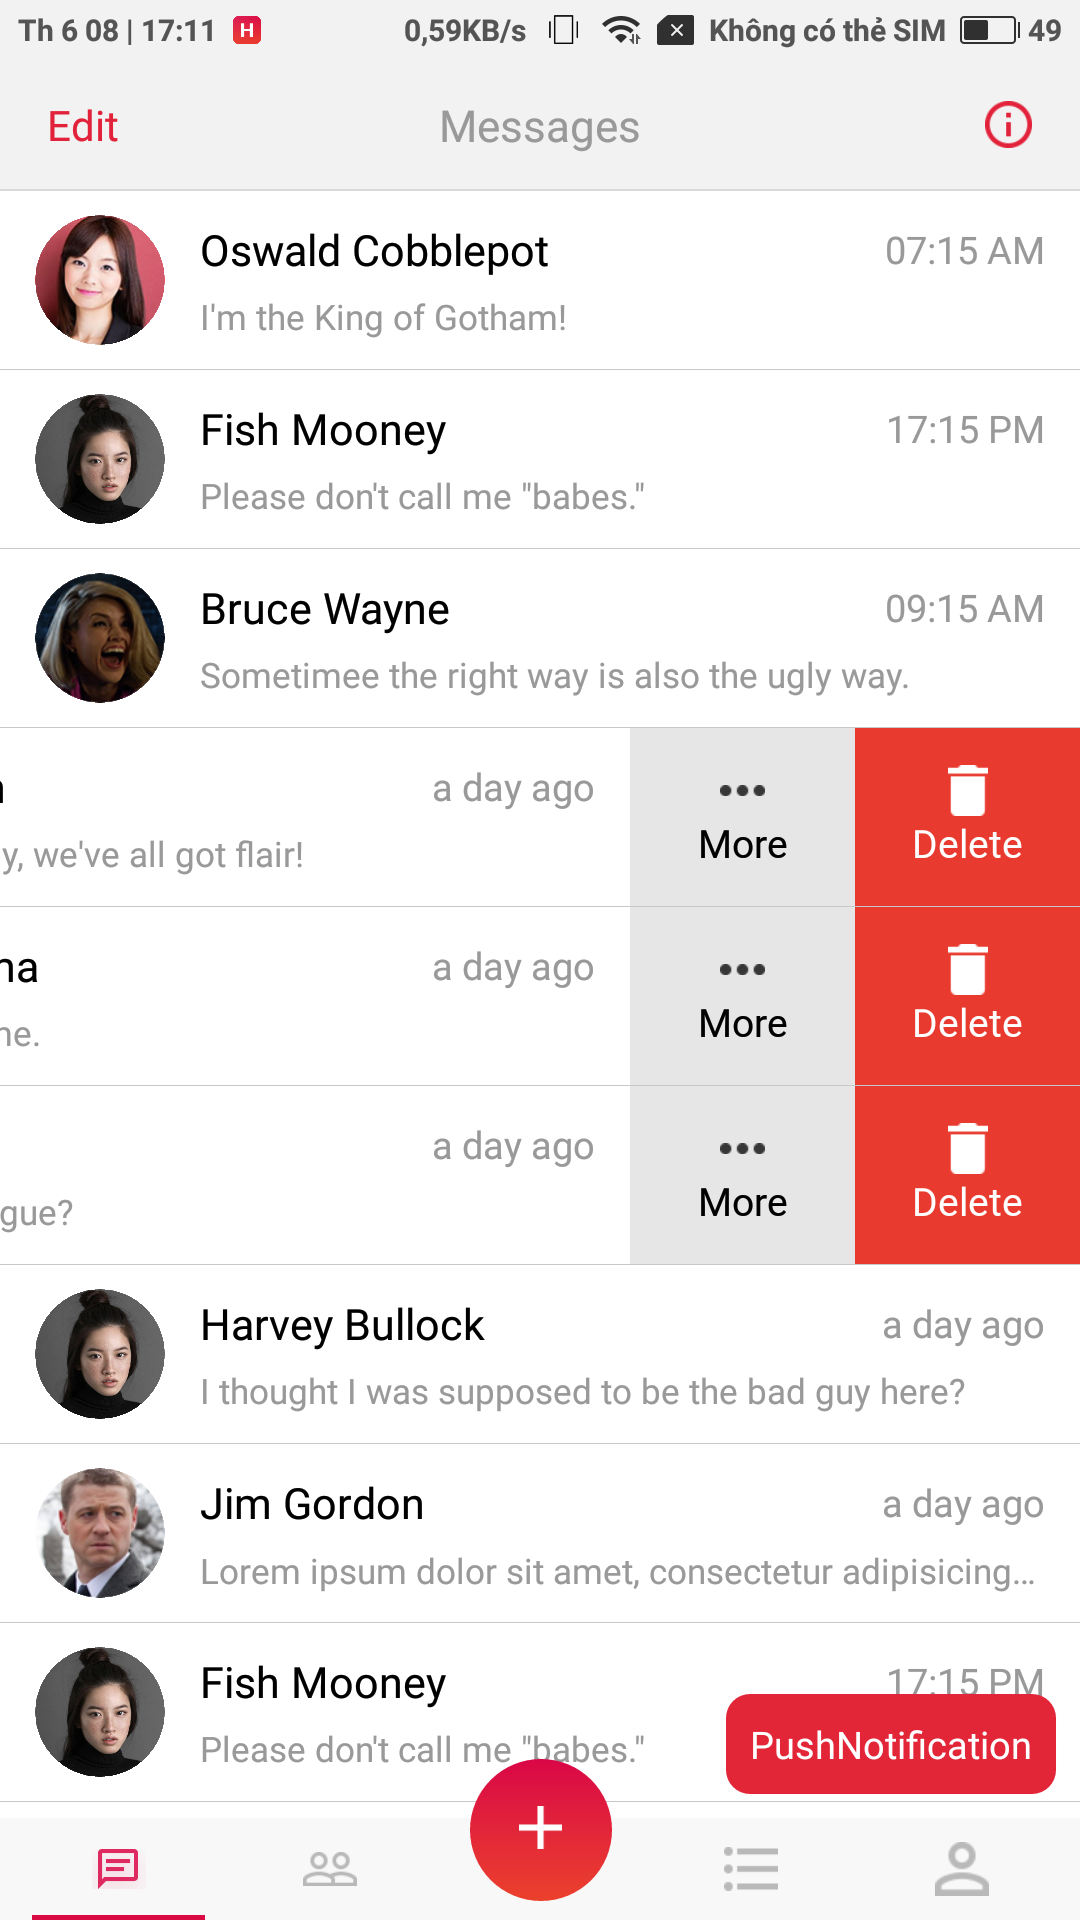 Th 6 08 | 17:11 H 0,59KB/s Không có thẻ SIM 49
Edit Messages
Oswald Cobblepot 07:15 AM
I'm the King of Gotham!
Fish Mooney 17:15 PM
Please don't call me "babes."
Bruce Wayne 09:15 AM
Sometimee the right way is also the ugly way.
a day ago
y, we've all got flair!
More Delete
na a day ago
ne.
More Delete
a day ago
gue?
More Delete
Harvey Bullock a day ago
I thought I was supposed to be the bad guy here?
Jim Gordon a day ago
Lorem ipsum dolor sit amet, consectetur adipisicing…
Fish Mooney 17:15 PM
Please don't call me "babes."
PushNotification